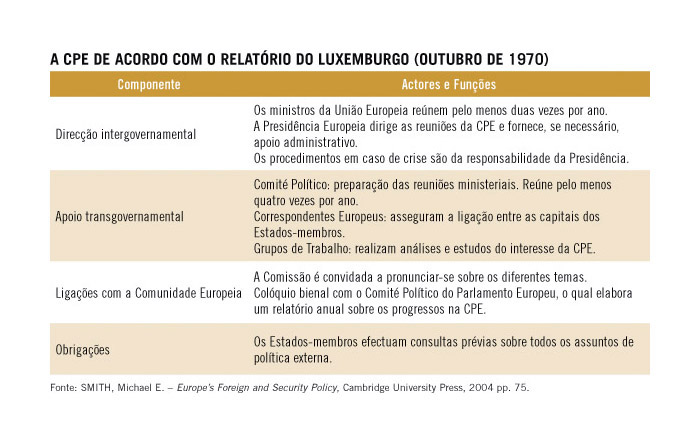 A CPE DE ACORDO COM O RELATÓRIO DO LUXEMBURGO (OUTUBRO DE 1970)
Componente
Actores e Funções
Direcção intergovernamental
Os ministros da União Europeia reúnem pelo menos duas vezes por ano.
A Presidência Europeia dirige as reuniões da CPE e fornece, se necessário,
apoio administrativo.
Os procedimentos em caso de crise são da responsabilidade da Presidência.
Apoio transgovernamental
Comité Político: preparação das reuniões ministeriais. Reúne pelo menos
quatro vezes por ano.
Correspondentes Europeus: asseguram a ligação entre as capitais dos
Estados-membros.
Grupos de Trabalho: realizam análises e estudos do interesse da CPE.
Ligações com a Comunidade Europeia
A Comissão é convidada a pronunciar-se sobre os diferentes temas.
Colóquio bienal com o Comité Político do Parlamento Europeu, o qual elabora
um relatório anual sobre os progressos na CPE.
Obrigações
Os Estados-membros efectuam consultas prévias sobre todos os assuntos de
política externa.
Fonte: SMITH, Michael E. – Europe's Foreign and Security Policy, Cambridge University Press, 2004 pp. 75.